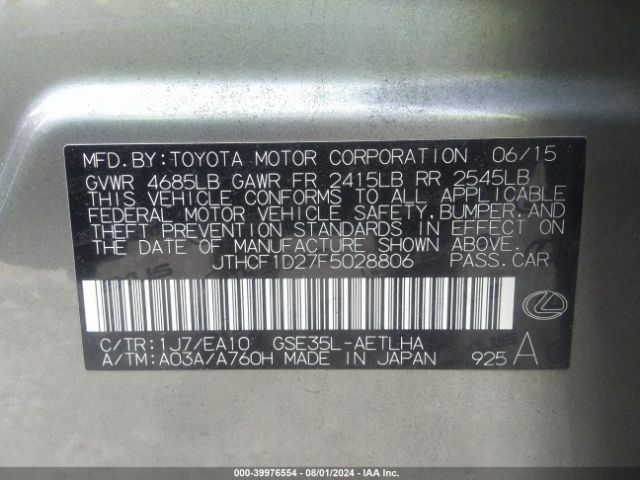 MFD. BY: TOYOTA MOTOR CORPORATION 06/15
GVWR 4685LB GAWR FR 2415LB RR 2545LB
THIS VEHICLE CONFORMS TO ALL APPLICABLE
FEDERAL MOTOR VEHICLE SAFETY, BUMPER, AND
THEFT PREVENTION STANDARDS IN EFFECT ON
THE DATE OF MANUFACTURE SHOWN ABOVE.
JTHCF1D27F5028806 PASS. CAR
C/TR: 1J7/EA10 GSE35L-AETLHA
A/TM: A03A/A760H MADE IN JAPAN 925 A
000-39976554 // 08/01/2024 // IAA Inc.